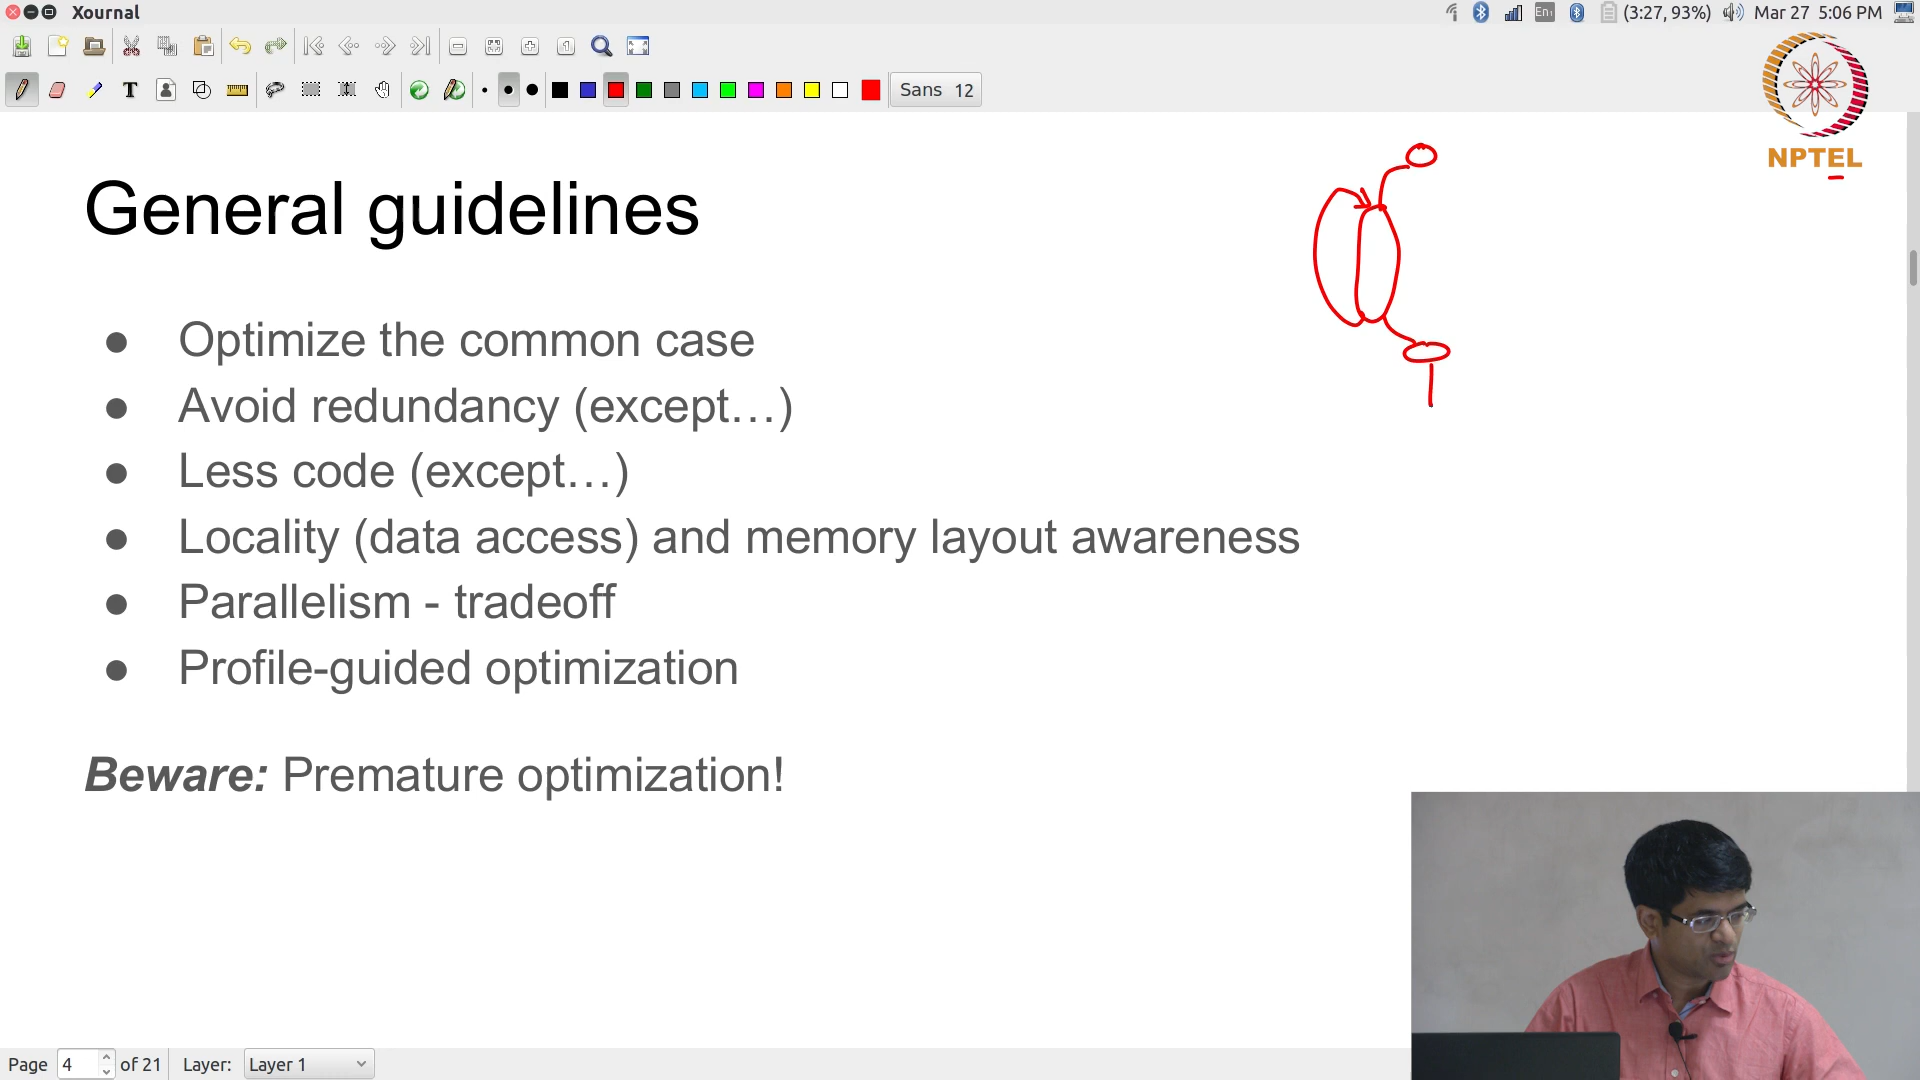 Xournal
En1
(3:27, 93%)
Mar 27 5:06 PM
Sans 12
NPTEL
General guidelines
● Optimize the common case
● Avoid redundancy (except…)
● Less code (except…)
● Locality (data access) and memory layout awareness
● Parallelism - tradeoff
● Profile-guided optimization
Beware: Premature optimization!
Page 4 of 21 Layer: Layer 1